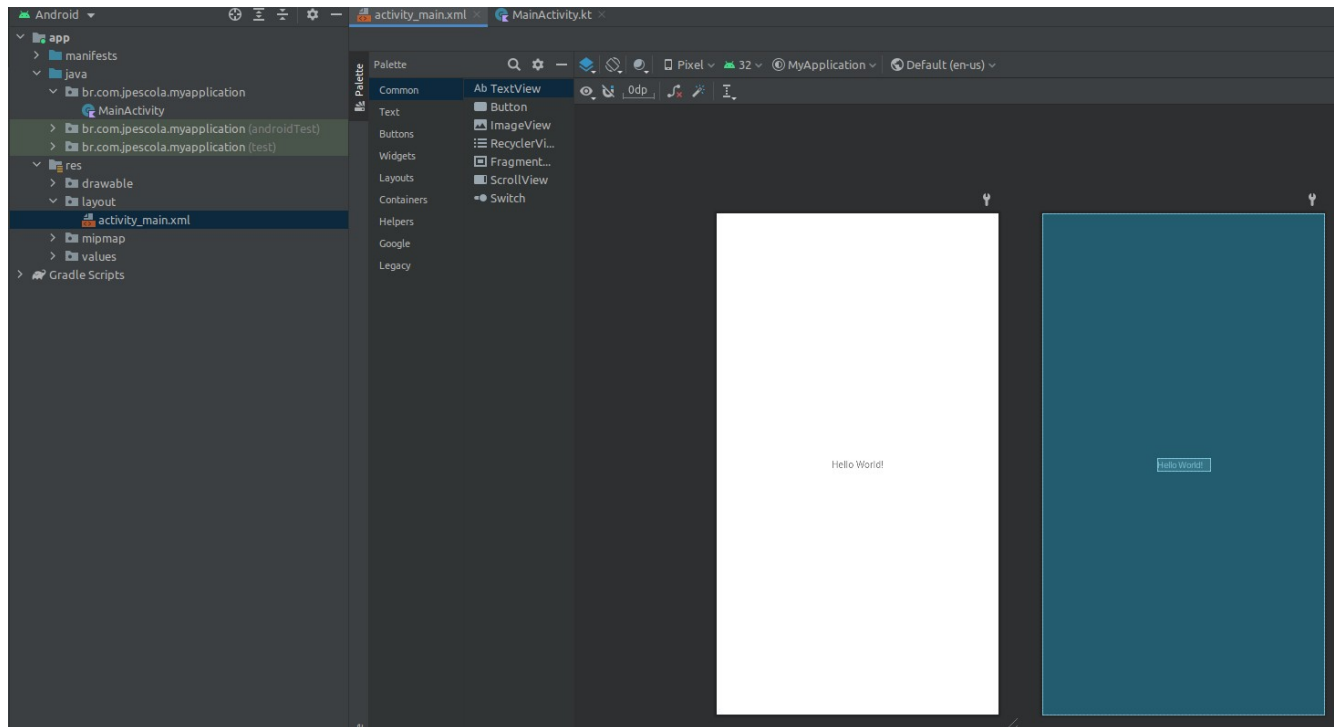 Android
activity_main.xml
MainActivity.kt
app
manifests
java
br.com.jpescola.myapplication
MainActivity
br.com.jpescola.myapplication (androidTest)
br.com.jpescola.myapplication (test)
res
drawable
layout
activity_main.xml
mipmap
values
Gradle Scripts
Palette
Palette
Common
Text
Buttons
Widgets
Layouts
Containers
Helpers
Google
Legacy
Ab TextView
Button
ImageView
RecyclerVi...
Fragment...
ScrollView
Switch
Pixel
32
MyApplication
Default (en-us)
0dp
Hello World!
Hello World!